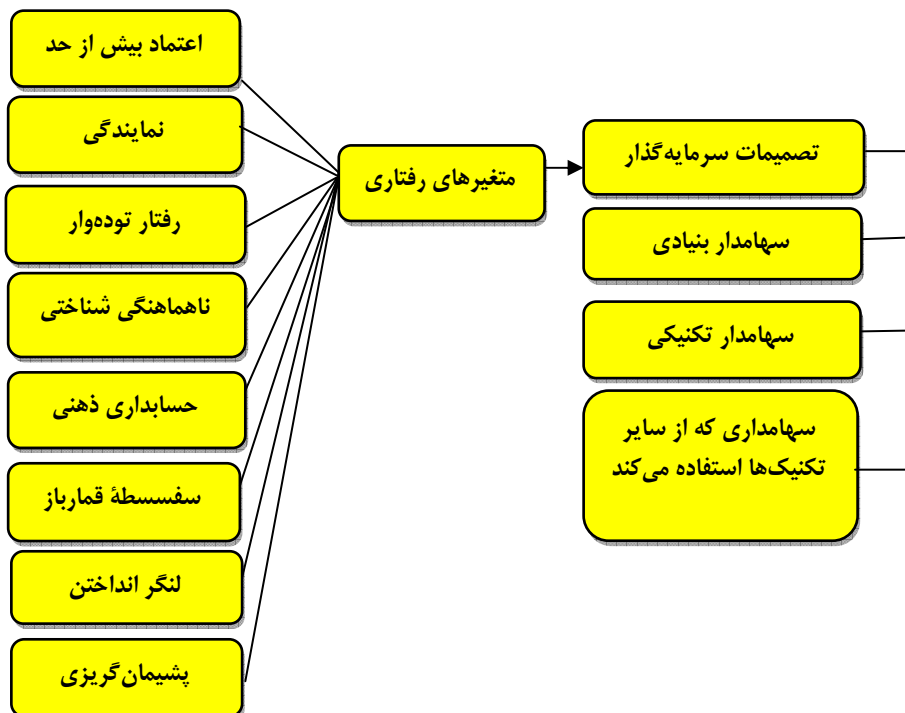 اعتماد بیش از حد
نمایندگی
رفتار توده‌وار
ناهماهنگی شناختی
حسابداری ذهنی
سفسسطهٔ قمارباز
لنگر انداختن
پشیمان‌گریزی
متغیرهای رفتاری
تصمیمات سرمایه‌گذار
سهامدار بنیادی
سهامدار تکنیکی
سهامداری که از سایر
تکنیک‌ها استفاده می‌کند